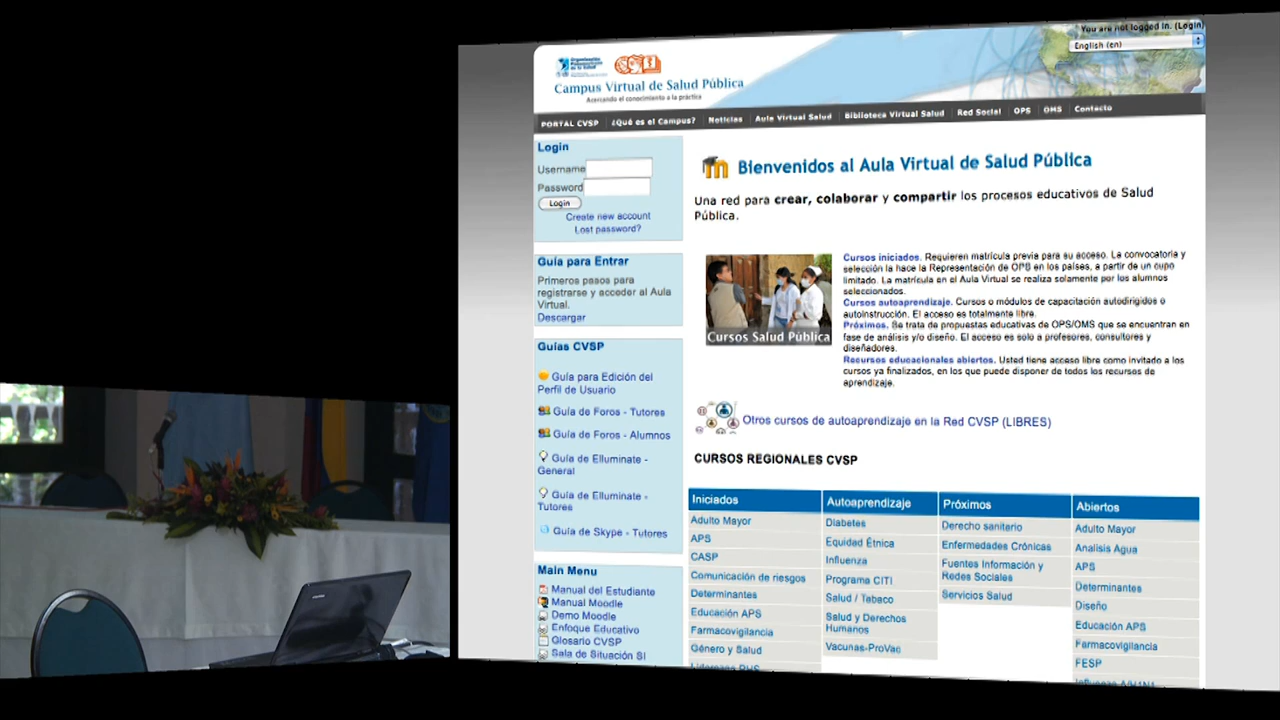 You are not logged in. (Login)
English (en)
Organización
Panamericana
de la Salud
Campus Virtual de Salud Pública
Acercando el conocimiento a la práctica
PORTAL CVSP
¿Qué es el Campus?
Noticias
Aula Virtual Salud
Biblioteca Virtual Salud
Red Social
OPS
OMS
Contacto
Login
Username
Password
Login
Create new account
Lost password?
Guía para Entrar
Primeros pasos para
registrarse y acceder al Aula
Virtual.
Descargar
Guías CVSP
Guía para Edición del
Perfil de Usuario
Guía de Foros - Tutores
Guía de Foros - Alumnos
Guía de Elluminate -
General
Guía de Elluminate -
Tutores
Guía de Skype - Tutores
Main Menu
Manual del Estudiante
Manual Moodle
Demo Moodle
Enfoque Educativo
Glosario CVSP
Sala de Situación SI
Bienvenidos al Aula Virtual de Salud Pública
Una red para crear, colaborar y compartir los procesos educativos de Salud
Pública.
Cursos Salud Pública
Cursos iniciados. Requieren matrícula previa para su acceso. La convocatoria y
selección la hace la Representación de OPS en los países, a partir de un cupo
limitado. La matrícula en el Aula Virtual se realiza solamente por los alumnos
seleccionados.
Cursos autoaprendizaje. Cursos o módulos de capacitación autodirigidos o
autoinstrucción. El acceso es totalmente libre.
Próximos. Se trata de propuestas educativas de OPS/OMS que se encuentran en
fase de análisis y/o diseño. El acceso es solo a profesores, consultores y
diseñadores.
Recursos educacionales abiertos. Usted tiene acceso libre como invitado a los
cursos ya finalizados, en los que puede disponer de todos los recursos de
aprendizaje.
Otros cursos de autoaprendizaje en la Red CVSP (LIBRES)
CURSOS REGIONALES CVSP
Iniciados
Adulto Mayor
APS
CASP
Comunicación de riesgos
Determinantes
Educación APS
Farmacovigilancia
Género y Salud
Liderazgo RHS
Autoaprendizaje
Diabetes
Equidad Étnica
Influenza
Programa CITI
Salud / Tabaco
Salud y Derechos
Humanos
Vacunas-ProVac
Próximos
Derecho sanitario
Enfermedades Crónicas
Fuentes Información y
Redes Sociales
Servicios Salud
Abiertos
Adulto Mayor
Analisis Agua
APS
Determinantes
Diseño
Educación APS
Farmacovigilancia
FESP
Influenza A/H1N1